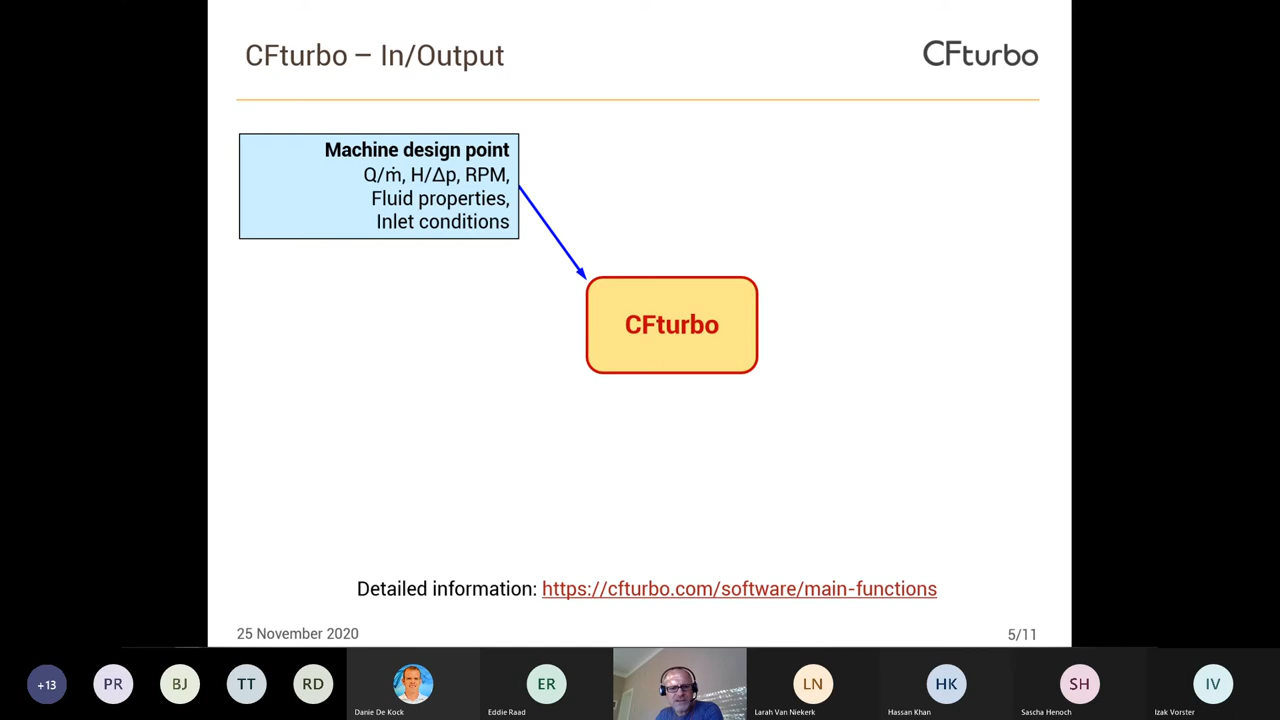 CFturbo – In/Output
CFturbo
Machine design point
Q/ṁ, H/Δp, RPM,
Fluid properties,
Inlet conditions
CFturbo
Detailed information: https://cfturbo.com/software/main-functions
25 November 2020
5/11
+13
PR
BJ
TT
RD
Danie De Kock
ER
Eddie Raad
LN
Larah Van Niekerk
HK
Hassan Khan
SH
Sascha Henoch
IV
Izak Vorster